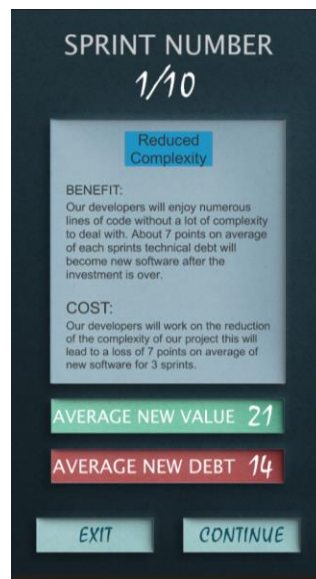 SPRINT NUMBER
1/10
Reduced
Complexity
BENEFIT:
Our developers will enjoy numerous
lines of code without a lot of complexity
to deal with. About 7 points on average
of each sprints technical debt will
become new software after the
investment is over.
COST:
Our developers will work on the reduction
of the complexity of our project this will
lead to a loss of 7 points on average of
new software for 3 sprints.
AVERAGE NEW VALUE 21
AVERAGE NEW DEBT 14
EXIT CONTINUE